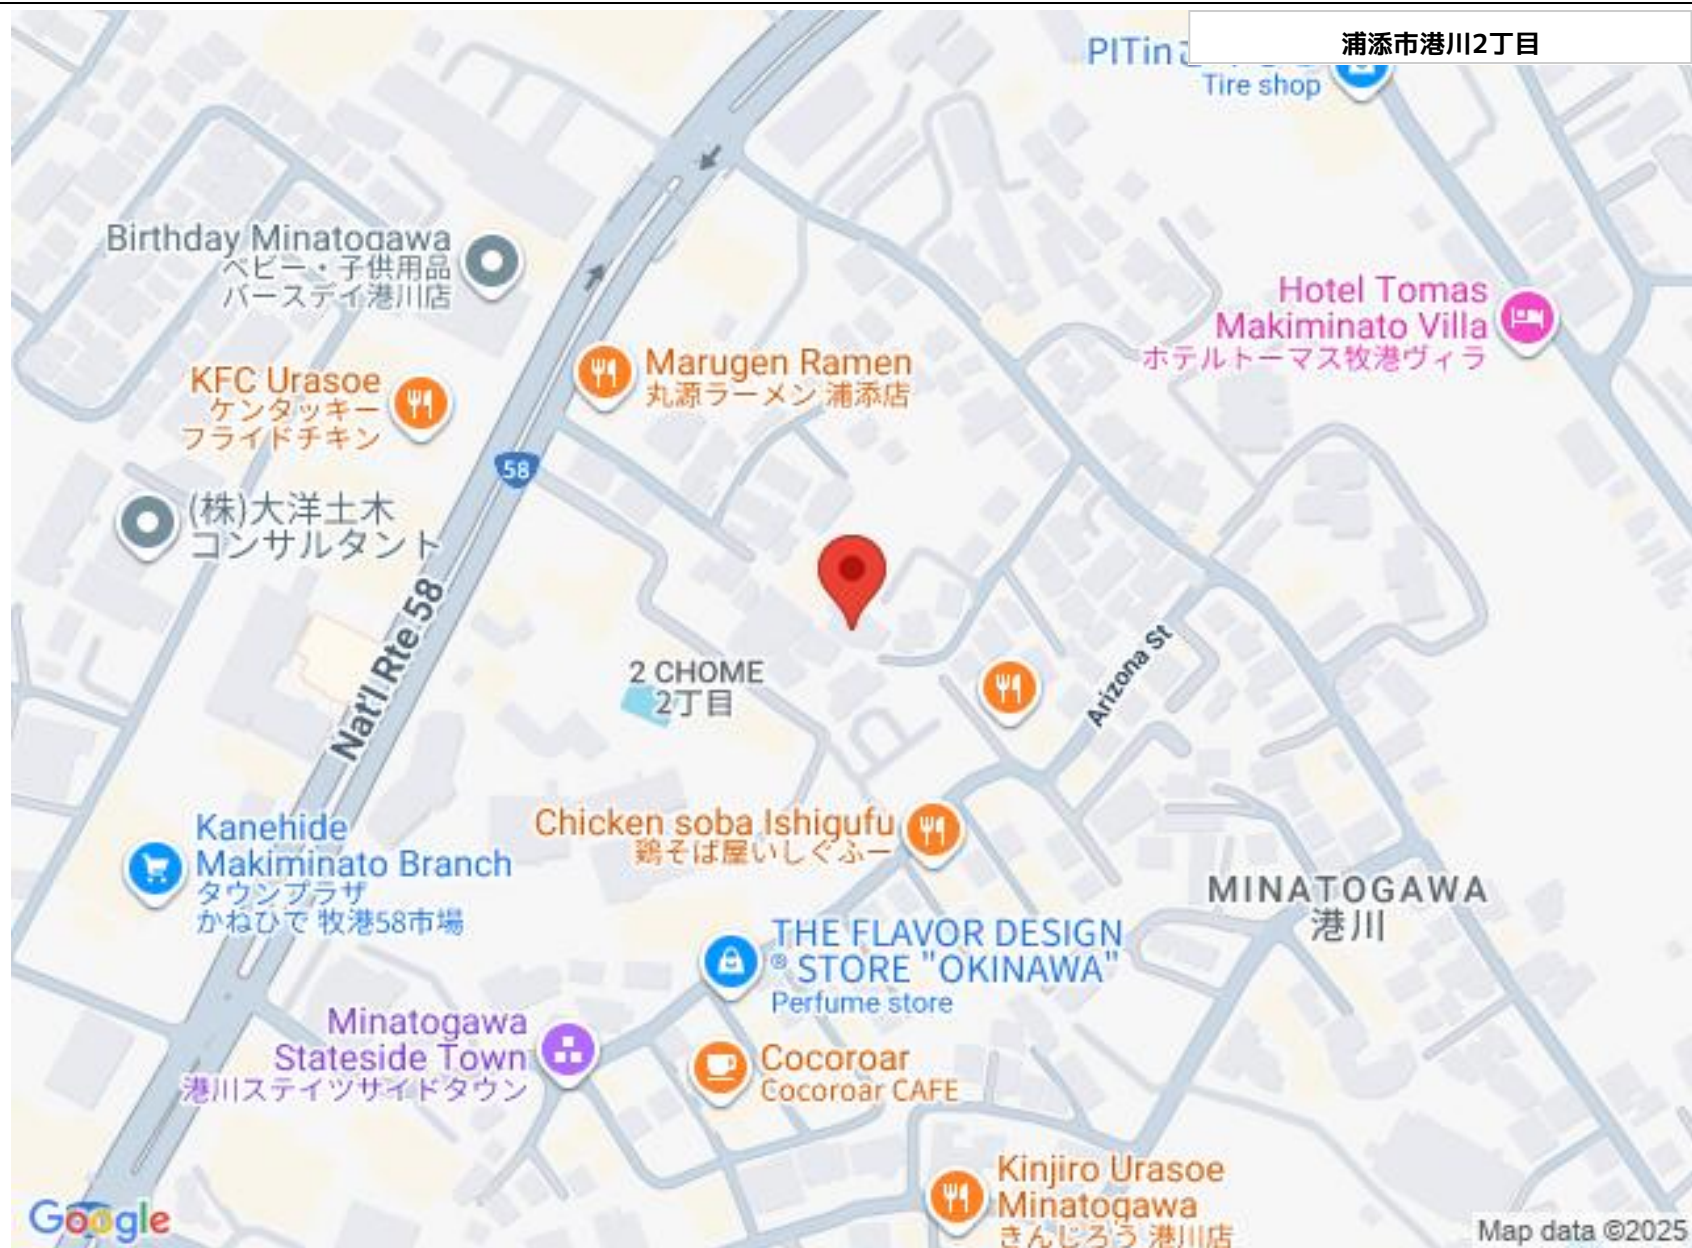 浦添市港川2丁目
PITin
Tire shop
Birthday Minatogawa
ベビー・子供用品
バースデイ港川店
Hotel Tomas
Makiminato Villa
ホテルトーマス牧港ヴィラ
Marugen Ramen
丸源ラーメン 浦添店
KFC Urasoe
ケンタッキー
フライドチキン
58
(株)大洋土木
コンサルタント
Nat'l Rte 58
2 CHOME
2丁目
Arizona St
Chicken soba Ishigufu
鶏そば屋いしぐふー
Kanehide
Makiminato Branch
タウンプラザ
かねひで 牧港58市場
MINATOGAWA
港川
THE FLAVOR DESIGN
® STORE "OKINAWA"
Perfume store
Minatogawa
Stateside Town
港川ステイツサイドタウン
Cocoroar
Cocoroar CAFE
Kinjiro Urasoe
Minatogawa
きんじろう 港川店
Google
Map data ©2025